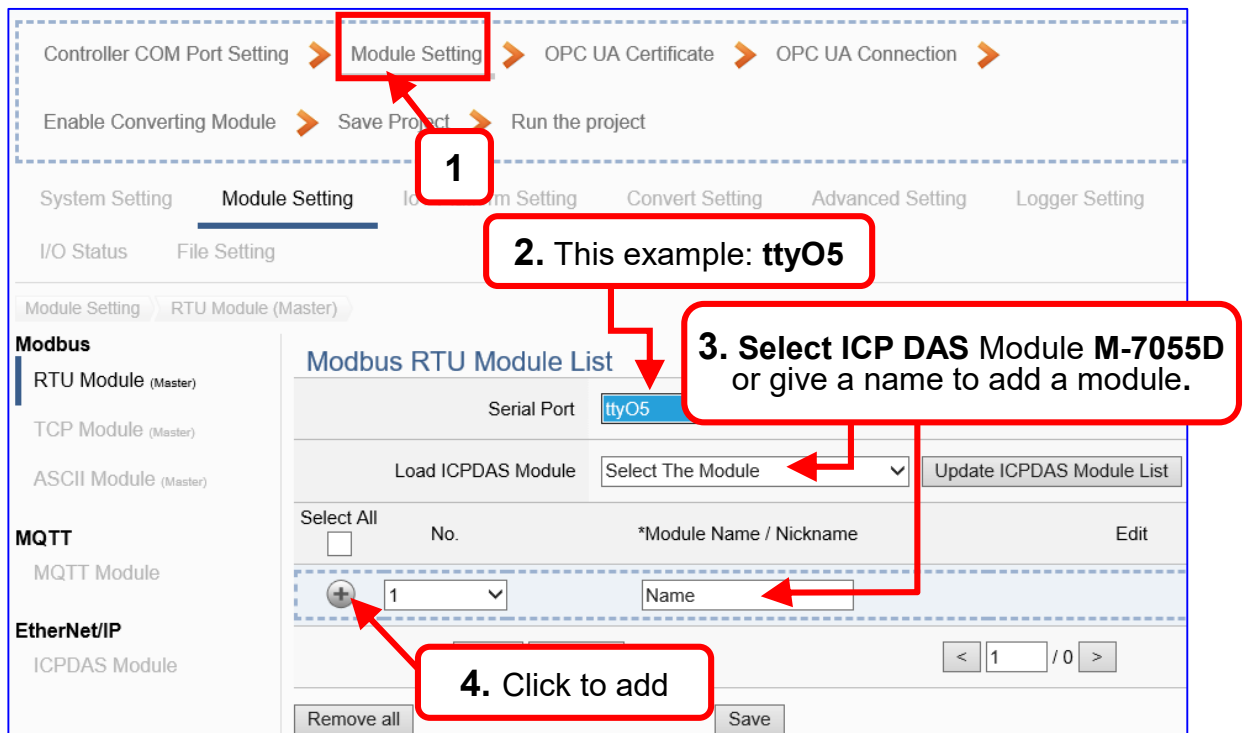 Controller COM Port Setting Module Setting OPC UA Certificate OPC UA Connection
Enable Converting Module Save Project Run the project
1
System Setting Module Setting Setting Convert Setting Advanced Setting Logger Setting
I/O Status File Setting
2. This example: ttyO5
Module Setting RTU Module (Master)
3. Select ICP DAS Module M-7055D
or give a name to add a module.
Modbus
RTU Module (Master)
TCP Module (Master)
ASCII Module (Master)
MQTT
MQTT Module
EtherNet/IP
ICPDAS Module
Modbus RTU Module List
Serial Port ttyO5
Load ICPDAS Module Select The Module Update ICPDAS Module List
Select All No. *Module Name / Nickname Edit
1 Name
< 1 / 0 >
4. Click to add
Remove all Save